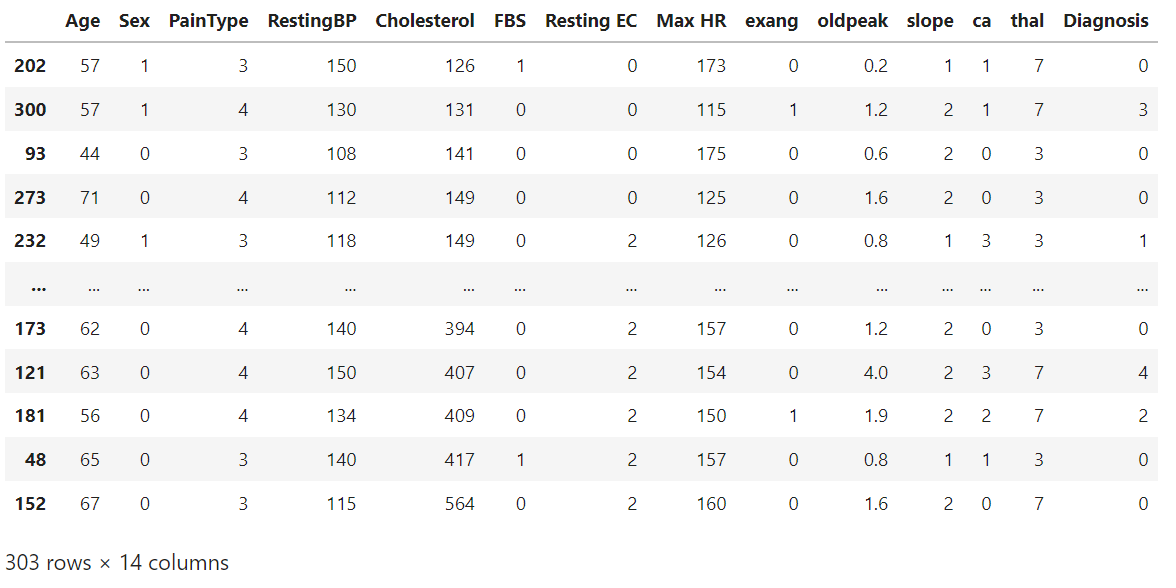 Age Sex PainType RestingBP Cholesterol FBS Resting EC Max HR exang oldpeak slope ca thal Diagnosis
202 57 1 3 150 126 1 0 173 0 0.2 1 1 7 0
300 57 1 4 130 131 0 0 115 1 1.2 2 1 7 3
93 44 0 3 108 141 0 0 175 0 0.6 2 0 3 0
273 71 0 4 112 149 0 0 125 0 1.6 2 0 3 0
232 49 1 3 118 149 0 2 126 0 0.8 1 3 3 1
... ... ... ... ... ... ... ... ... ... ... ... ... ... ...
173 62 0 4 140 394 0 2 157 0 1.2 2 0 3 0
121 63 0 4 150 407 0 2 154 0 4.0 2 3 7 4
181 56 0 4 134 409 0 2 150 1 1.9 2 2 7 2
48 65 0 3 140 417 1 2 157 0 0.8 1 1 3 0
152 67 0 3 115 564 0 2 160 0 1.6 2 0 7 0
303 rows × 14 columns